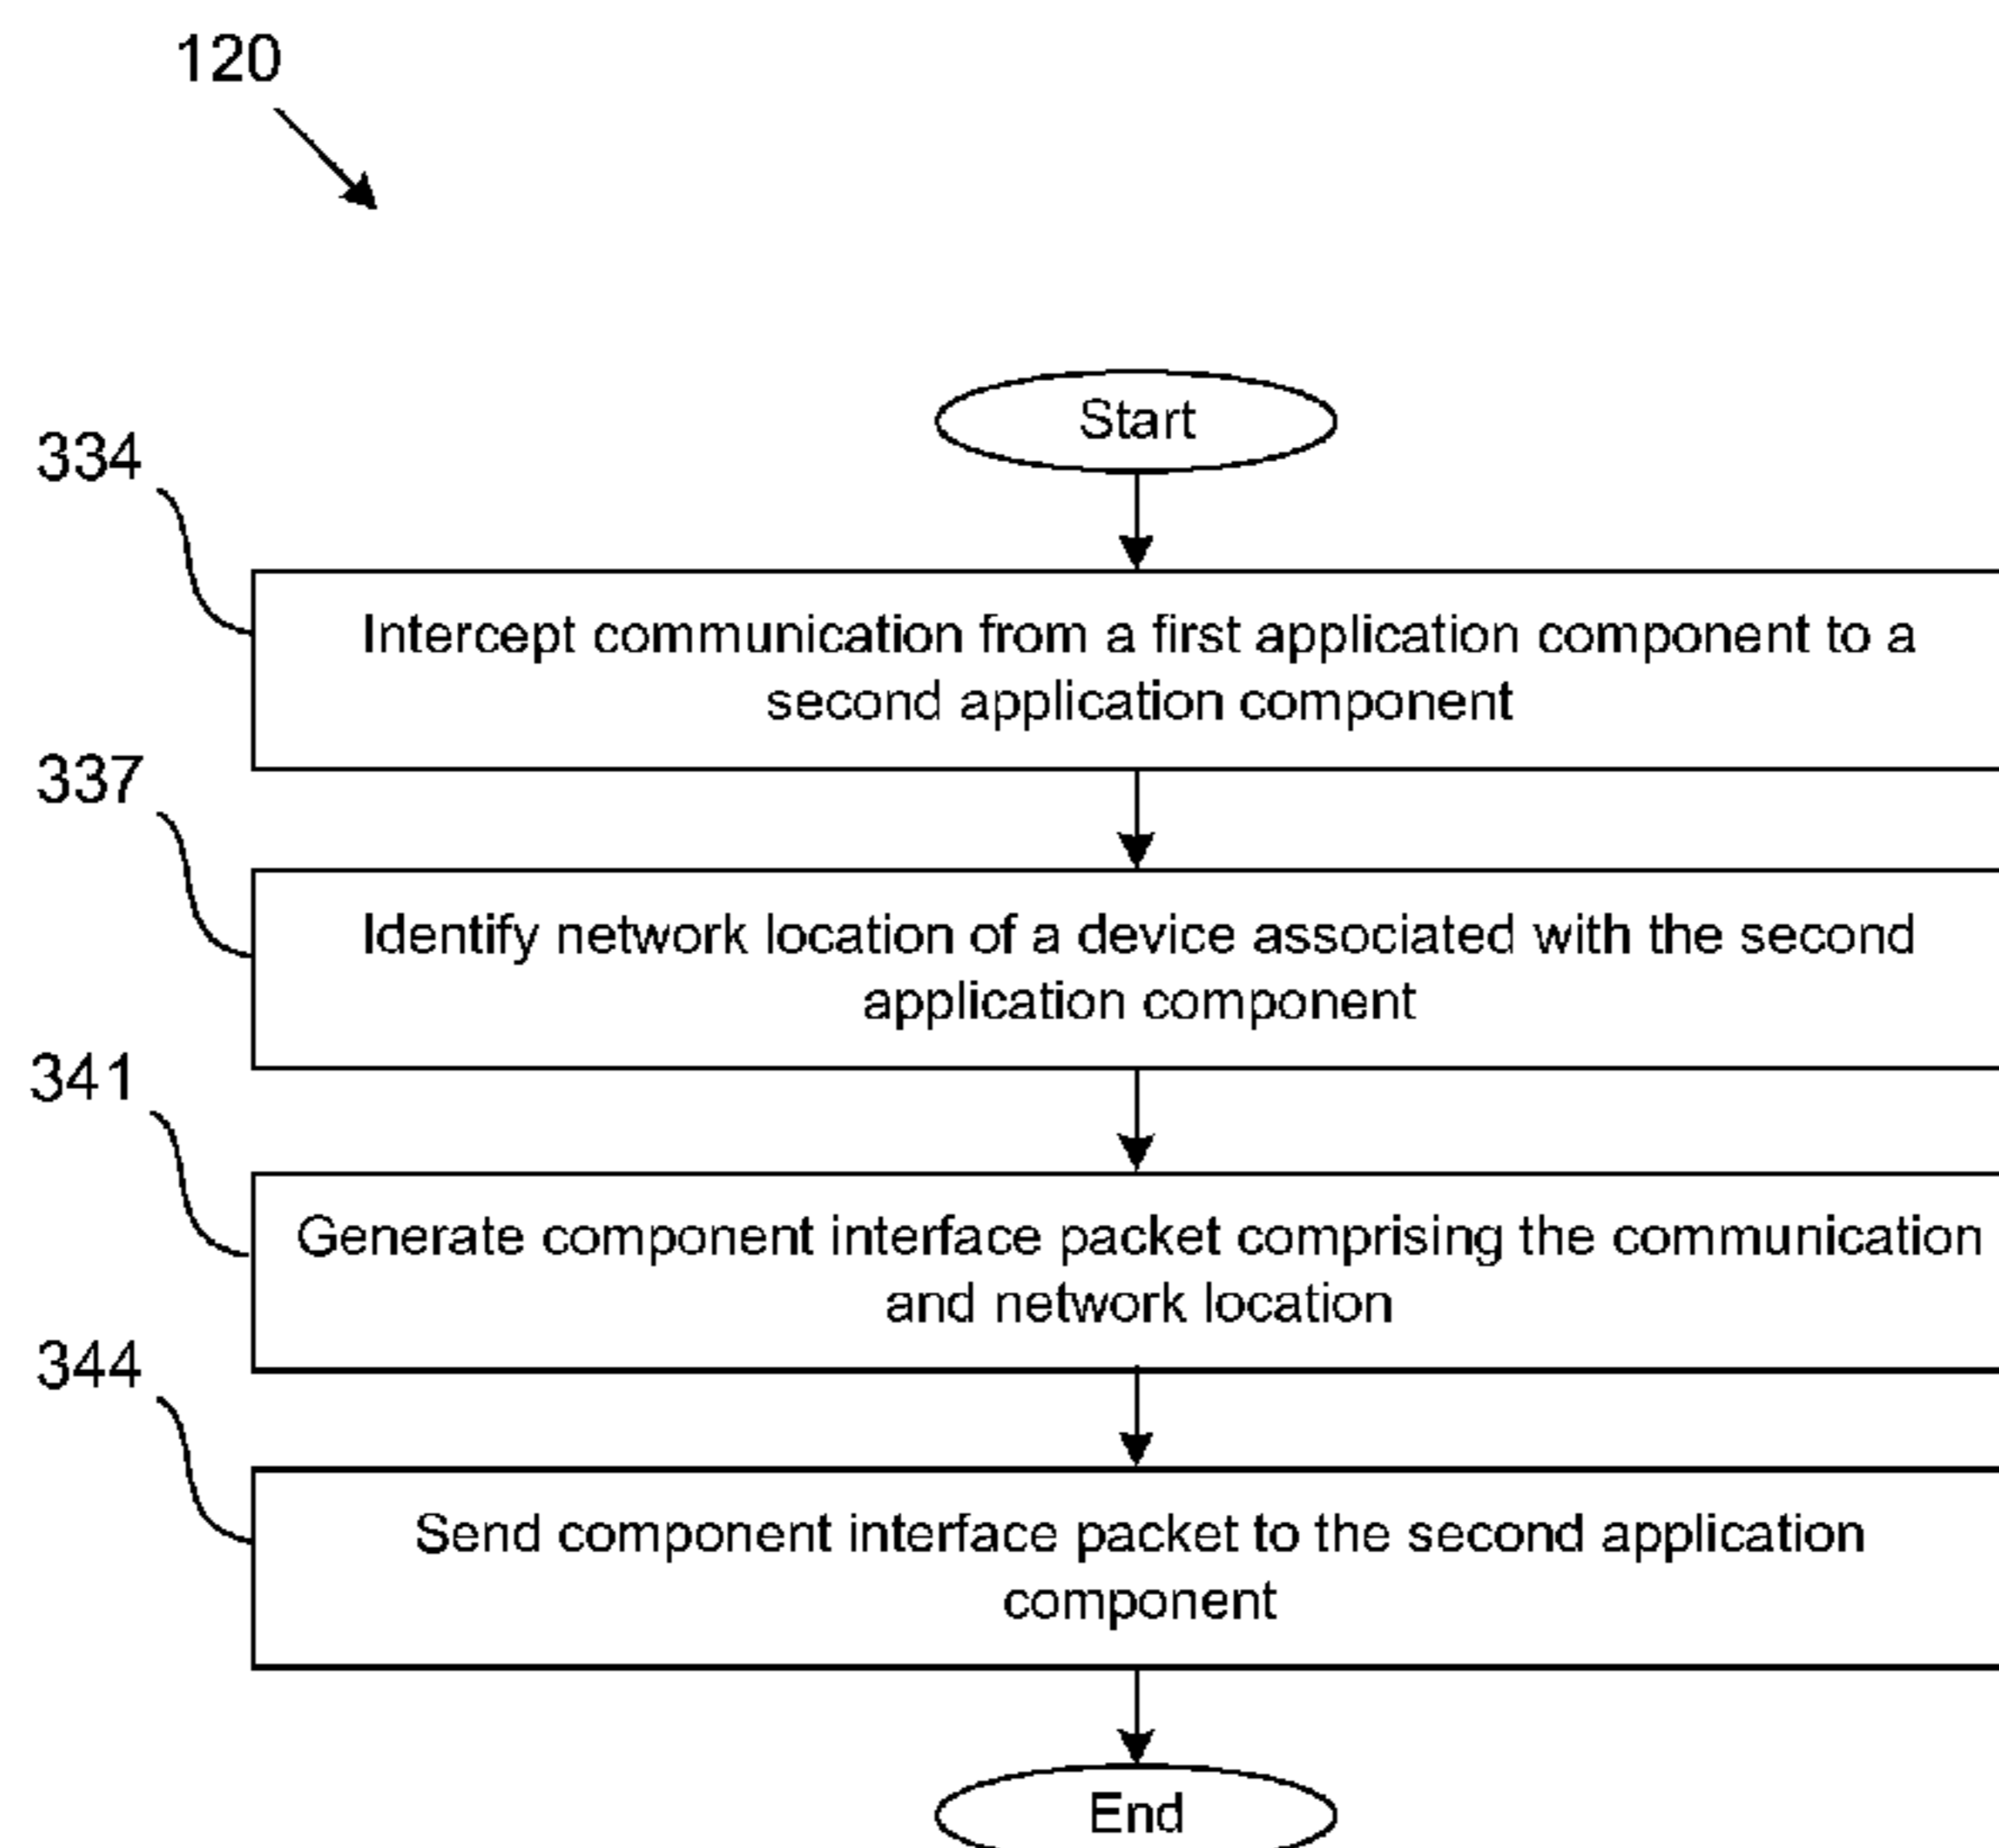 120
Start
334
Intercept communication from a first application component to a
second application component
337
Identify network location of a device associated with the second
application component
341
Generate component interface packet comprising the communication
and network location
344
Send component interface packet to the second application
component
End